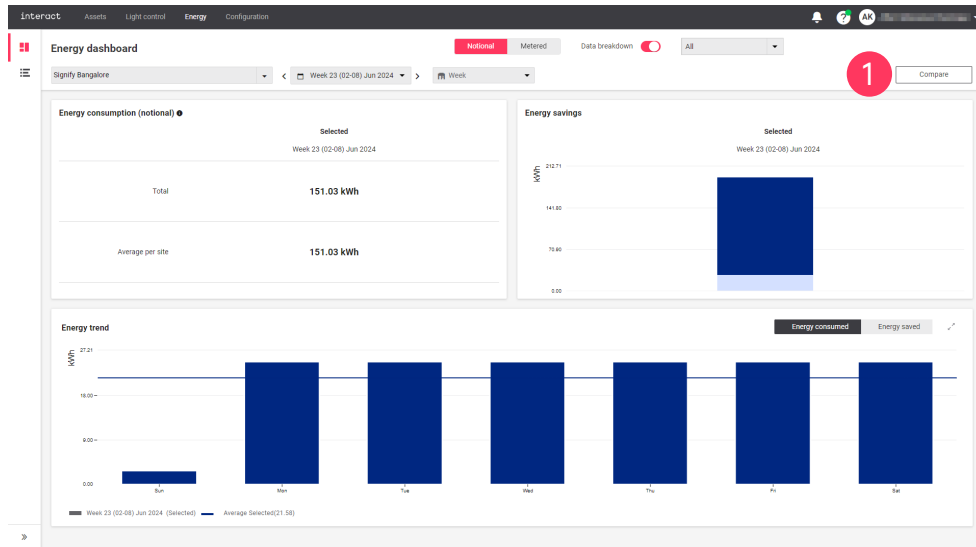 interact Assets Light control Energy Configuration ? AK
Energy dashboard Notional Metered Data breakdown All
Signify Bangalore Week 23 (02-08) Jun 2024 Week 1 Compare
Energy consumption (notional)
Selected
Week 23 (02-08) Jun 2024
Total 151.03 kWh
Average per site 151.03 kWh
Energy savings
Selected
Week 23 (02-08) Jun 2024
kWh
212.71
141.80
70.80
0.00
Energy trend Energy consumed Energy saved
kWh
27.21
18.00
9.00
0.00
Sun Mon Tue Wed Thu Fri Sat
Week 23 (02-08) Jun 2024 (Selected) Average Selected(21.58)